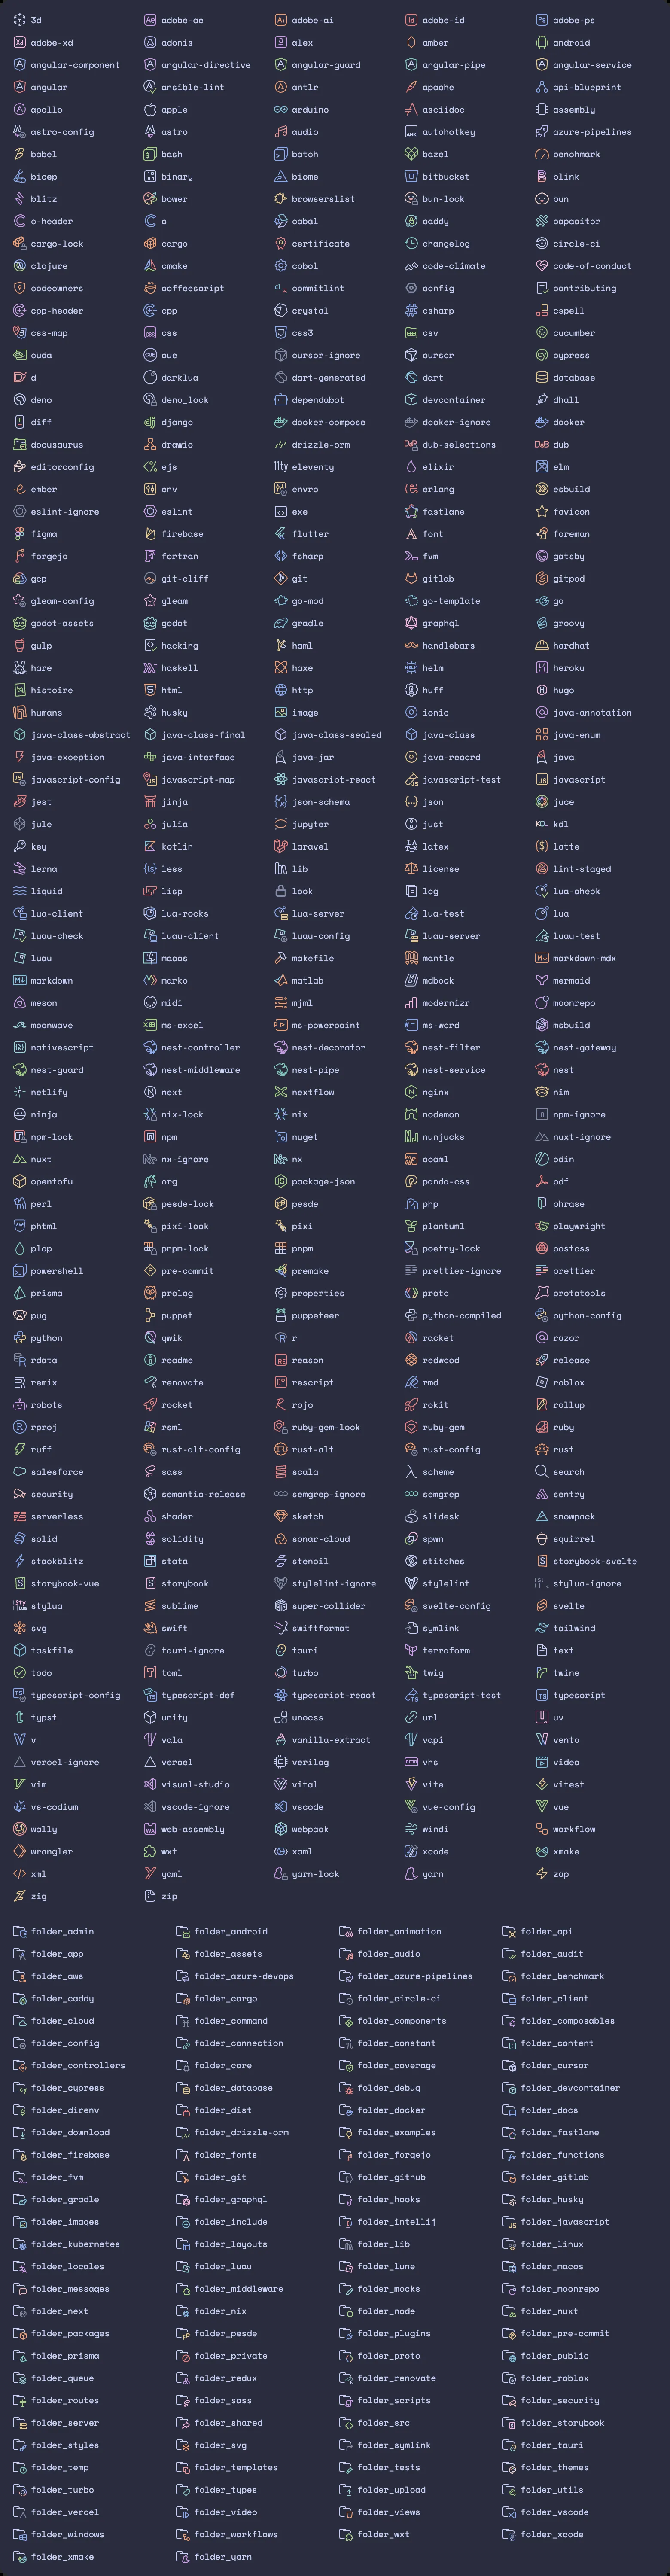 3d adobe-ae adobe-ai adobe-id adobe-ps
adobe-xd adonis alex amber android
angular-component angular-directive angular-guard angular-pipe angular-service
angular ansible-lint antlr apache api-blueprint
apollo apple arduino asciidoc assembly
astro-config astro audio autohotkey azure-pipelines
babel bash batch bazel benchmark
bicep binary biome bitbucket blink
blitz bower browserslist bun-lock bun
c-header c cabal caddy capacitor
cargo-lock cargo certificate changelog circle-ci
clojure cmake cobol code-climate code-of-conduct
codeowners coffeescript commitlint config contributing
cpp-header cpp crystal csharp cspell
css-map css css3 csv cucumber
cuda cue cursor-ignore cursor cypress
d darklua dart-generated dart database
deno deno_lock dependabot devcontainer dhall
diff django docker-compose docker-ignore docker
docusaurus drawio drizzle-orm dub-selections dub
editorconfig ejs eleventy elixir elm
ember env envrc erlang esbuild
eslint-ignore eslint exe fastlane favicon
figma firebase flutter font foreman
forgejo fortran fsharp fvm gatsby
gcp git-cliff git gitlab gitpod
gleam-config gleam go-mod go-template go
godot-assets godot gradle graphql groovy
gulp hacking haml handlebars hardhat
hare haskell haxe helm heroku
histoire html http huff hugo
humans husky image ionic java-annotation
java-class-abstract java-class-final java-class-sealed java-class java-enum
java-exception java-interface java-jar java-record java
javascript-config javascript-map javascript-react javascript-test javascript
jest jinja json-schema json juce
jule julia jupyter just kdl
key kotlin laravel latex latte
lerna less lib license lint-staged
liquid lisp lock log lua-check
lua-client lua-rocks lua-server lua-test lua
luau-check luau-client luau-config luau-server luau-test
luau macos makefile mantle markdown-mdx
markdown marko matlab mdbook mermaid
meson midi mjml modernizr moonrepo
moonwave ms-excel ms-powerpoint ms-word msbuild
nativescript nest-controller nest-decorator nest-filter nest-gateway
nest-guard nest-middleware nest-pipe nest-service nest
netlify next nextflow nginx nim
ninja nix-lock nix nodemon npm-ignore
npm-lock npm nuget nunjucks nuxt-ignore
nuxt nx-ignore nx ocaml odin
opentofu org package-json panda-css pdf
perl pesde-lock pesde php phrase
phtml pixi-lock pixi plantuml playwright
plop pnpm-lock pnpm poetry-lock postcss
powershell pre-commit premake prettier-ignore prettier
prisma prolog properties proto prototools
pug puppet puppeteer python-compiled python-config
python qwik r racket razor
rdata readme reason redwood release
remix renovate rescript rmd roblox
robots rocket rojo rokit rollup
rproj rsml ruby-gem-lock ruby-gem ruby
ruff rust-alt-config rust-alt rust-config rust
salesforce sass scala scheme search
security semantic-release semgrep-ignore semgrep sentry
serverless shader sketch slidesk snowpack
solid solidity sonar-cloud spwn squirrel
stackblitz stata stencil stitches storybook-svelte
storybook-vue storybook stylelint-ignore stylelint stylua-ignore
stylua sublime super-collider svelte-config svelte
svg swift swiftformat symlink tailwind
taskfile tauri-ignore tauri terraform text
todo toml turbo twig twine
typescript-config typescript-def typescript-react typescript-test typescript
typst unity unocss url uv
v vala vanilla-extract vapi vento
vercel-ignore vercel verilog vhs video
vim visual-studio vital vite vitest
vs-codium vscode-ignore vscode vue-config vue
wally web-assembly webpack windi workflow
wrangler wxt xaml xcode xmake
xml yaml yarn-lock yarn zap
zig zip
folder_admin folder_android folder_animation folder_api
folder_app folder_assets folder_audio folder_audit
folder_aws folder_azure-devops folder_azure-pipelines folder_benchmark
folder_caddy folder_cargo folder_circle-ci folder_client
folder_cloud folder_command folder_components folder_composables
folder_config folder_connection folder_constant folder_content
folder_controllers folder_core folder_coverage folder_cursor
folder_cypress folder_database folder_debug folder_devcontainer
folder_direnv folder_dist folder_docker folder_docs
folder_download folder_drizzle-orm folder_examples folder_fastlane
folder_firebase folder_fonts folder_forgejo folder_functions
folder_fvm folder_git folder_github folder_gitlab
folder_gradle folder_graphql folder_hooks folder_husky
folder_images folder_include folder_intellij folder_javascript
folder_kubernetes folder_layouts folder_lib folder_linux
folder_locales folder_luau folder_lune folder_macos
folder_messages folder_middleware folder_mocks folder_moonrepo
folder_next folder_nix folder_node folder_nuxt
folder_packages folder_pesde folder_plugins folder_pre-commit
folder_prisma folder_private folder_proto folder_public
folder_queue folder_redux folder_renovate folder_roblox
folder_routes folder_sass folder_scripts folder_security
folder_server folder_shared folder_src folder_storybook
folder_styles folder_svg folder_symlink folder_tauri
folder_temp folder_templates folder_tests folder_themes
folder_turbo folder_types folder_upload folder_utils
folder_vercel folder_video folder_views folder_vscode
folder_windows folder_workflows folder_wxt folder_xcode
folder_xmake folder_yarn